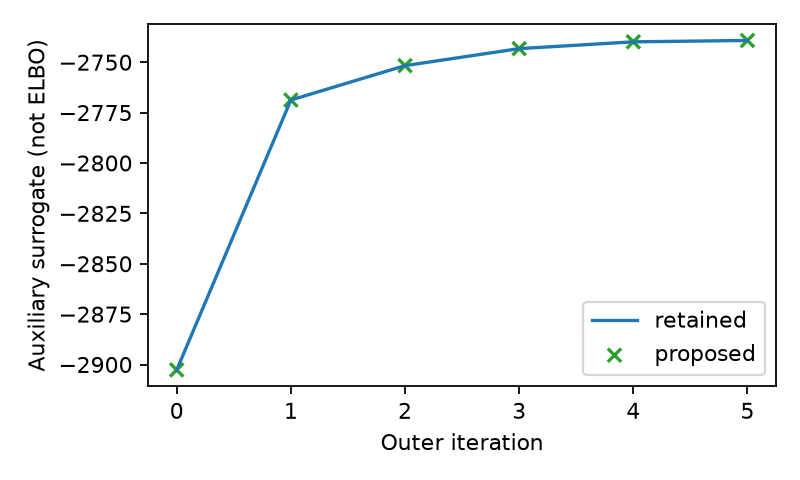 Auxiliary surrogate (not ELBO)
−2750
−2775
−2800
−2825
−2850
−2875
−2900
retained
proposed
0 1 2 3 4 5
Outer iteration